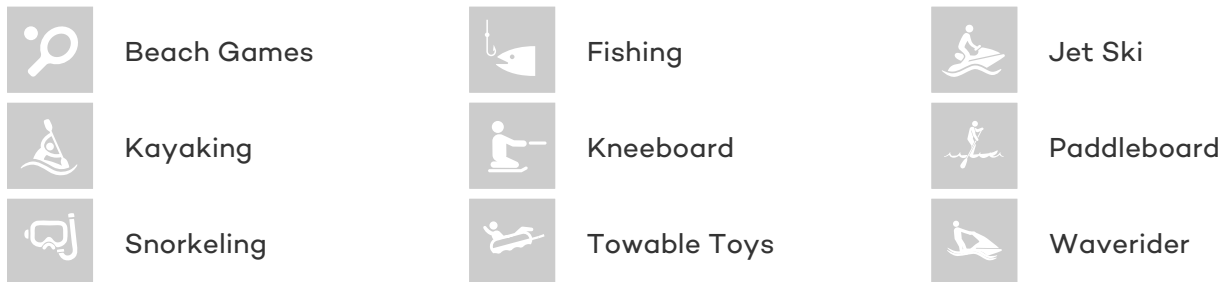 Beach Games
Fishing
Jet Ski
Kayaking
Kneeboard
Paddleboard
Snorkeling
Towable Toys
Waverider